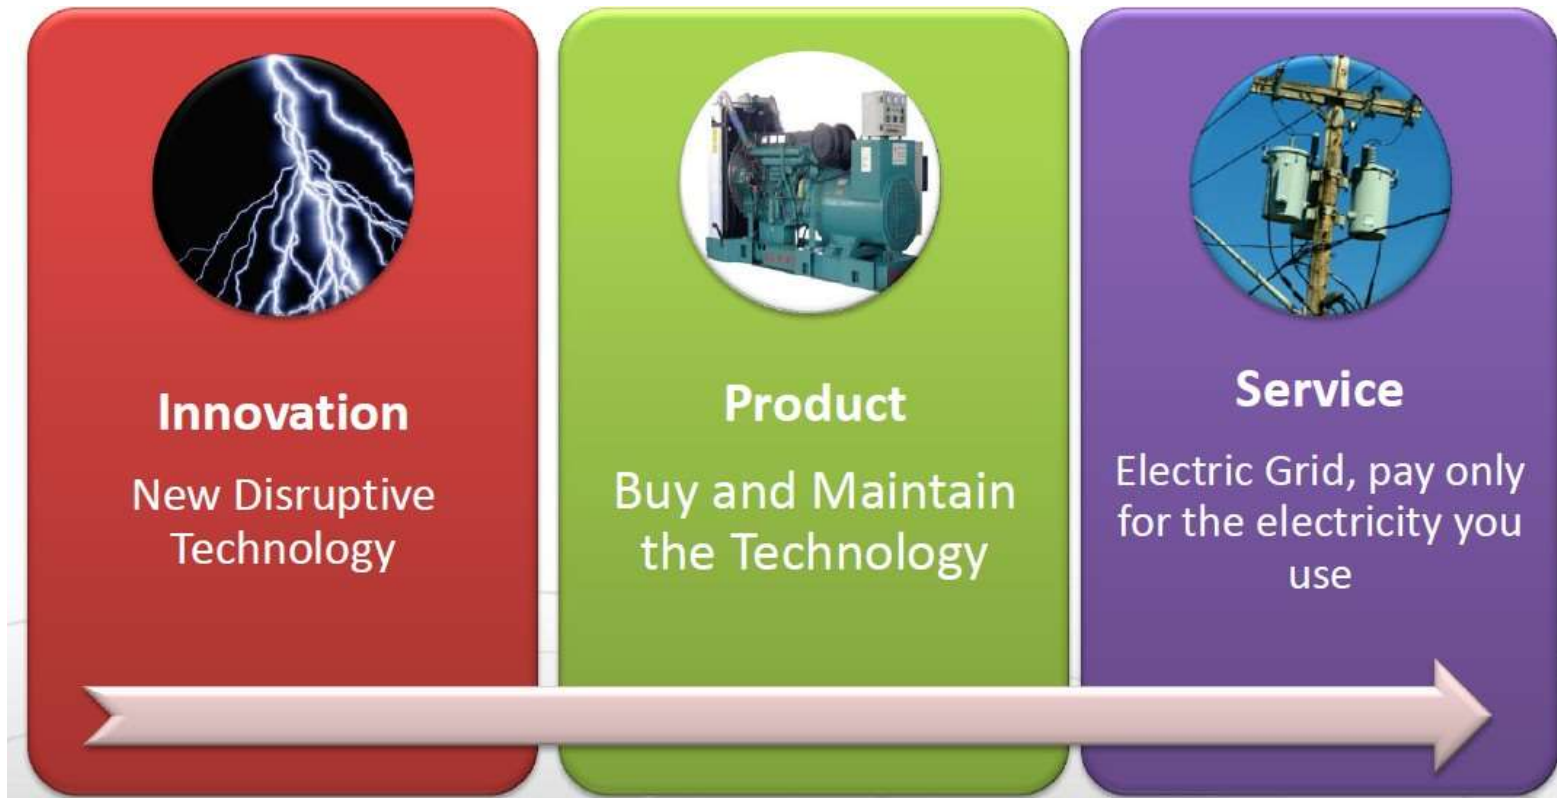 Innovation
New Disruptive
Technology
Product
Buy and Maintain
the Technology
Service
Electric Grid, pay only
for the electricity you
use